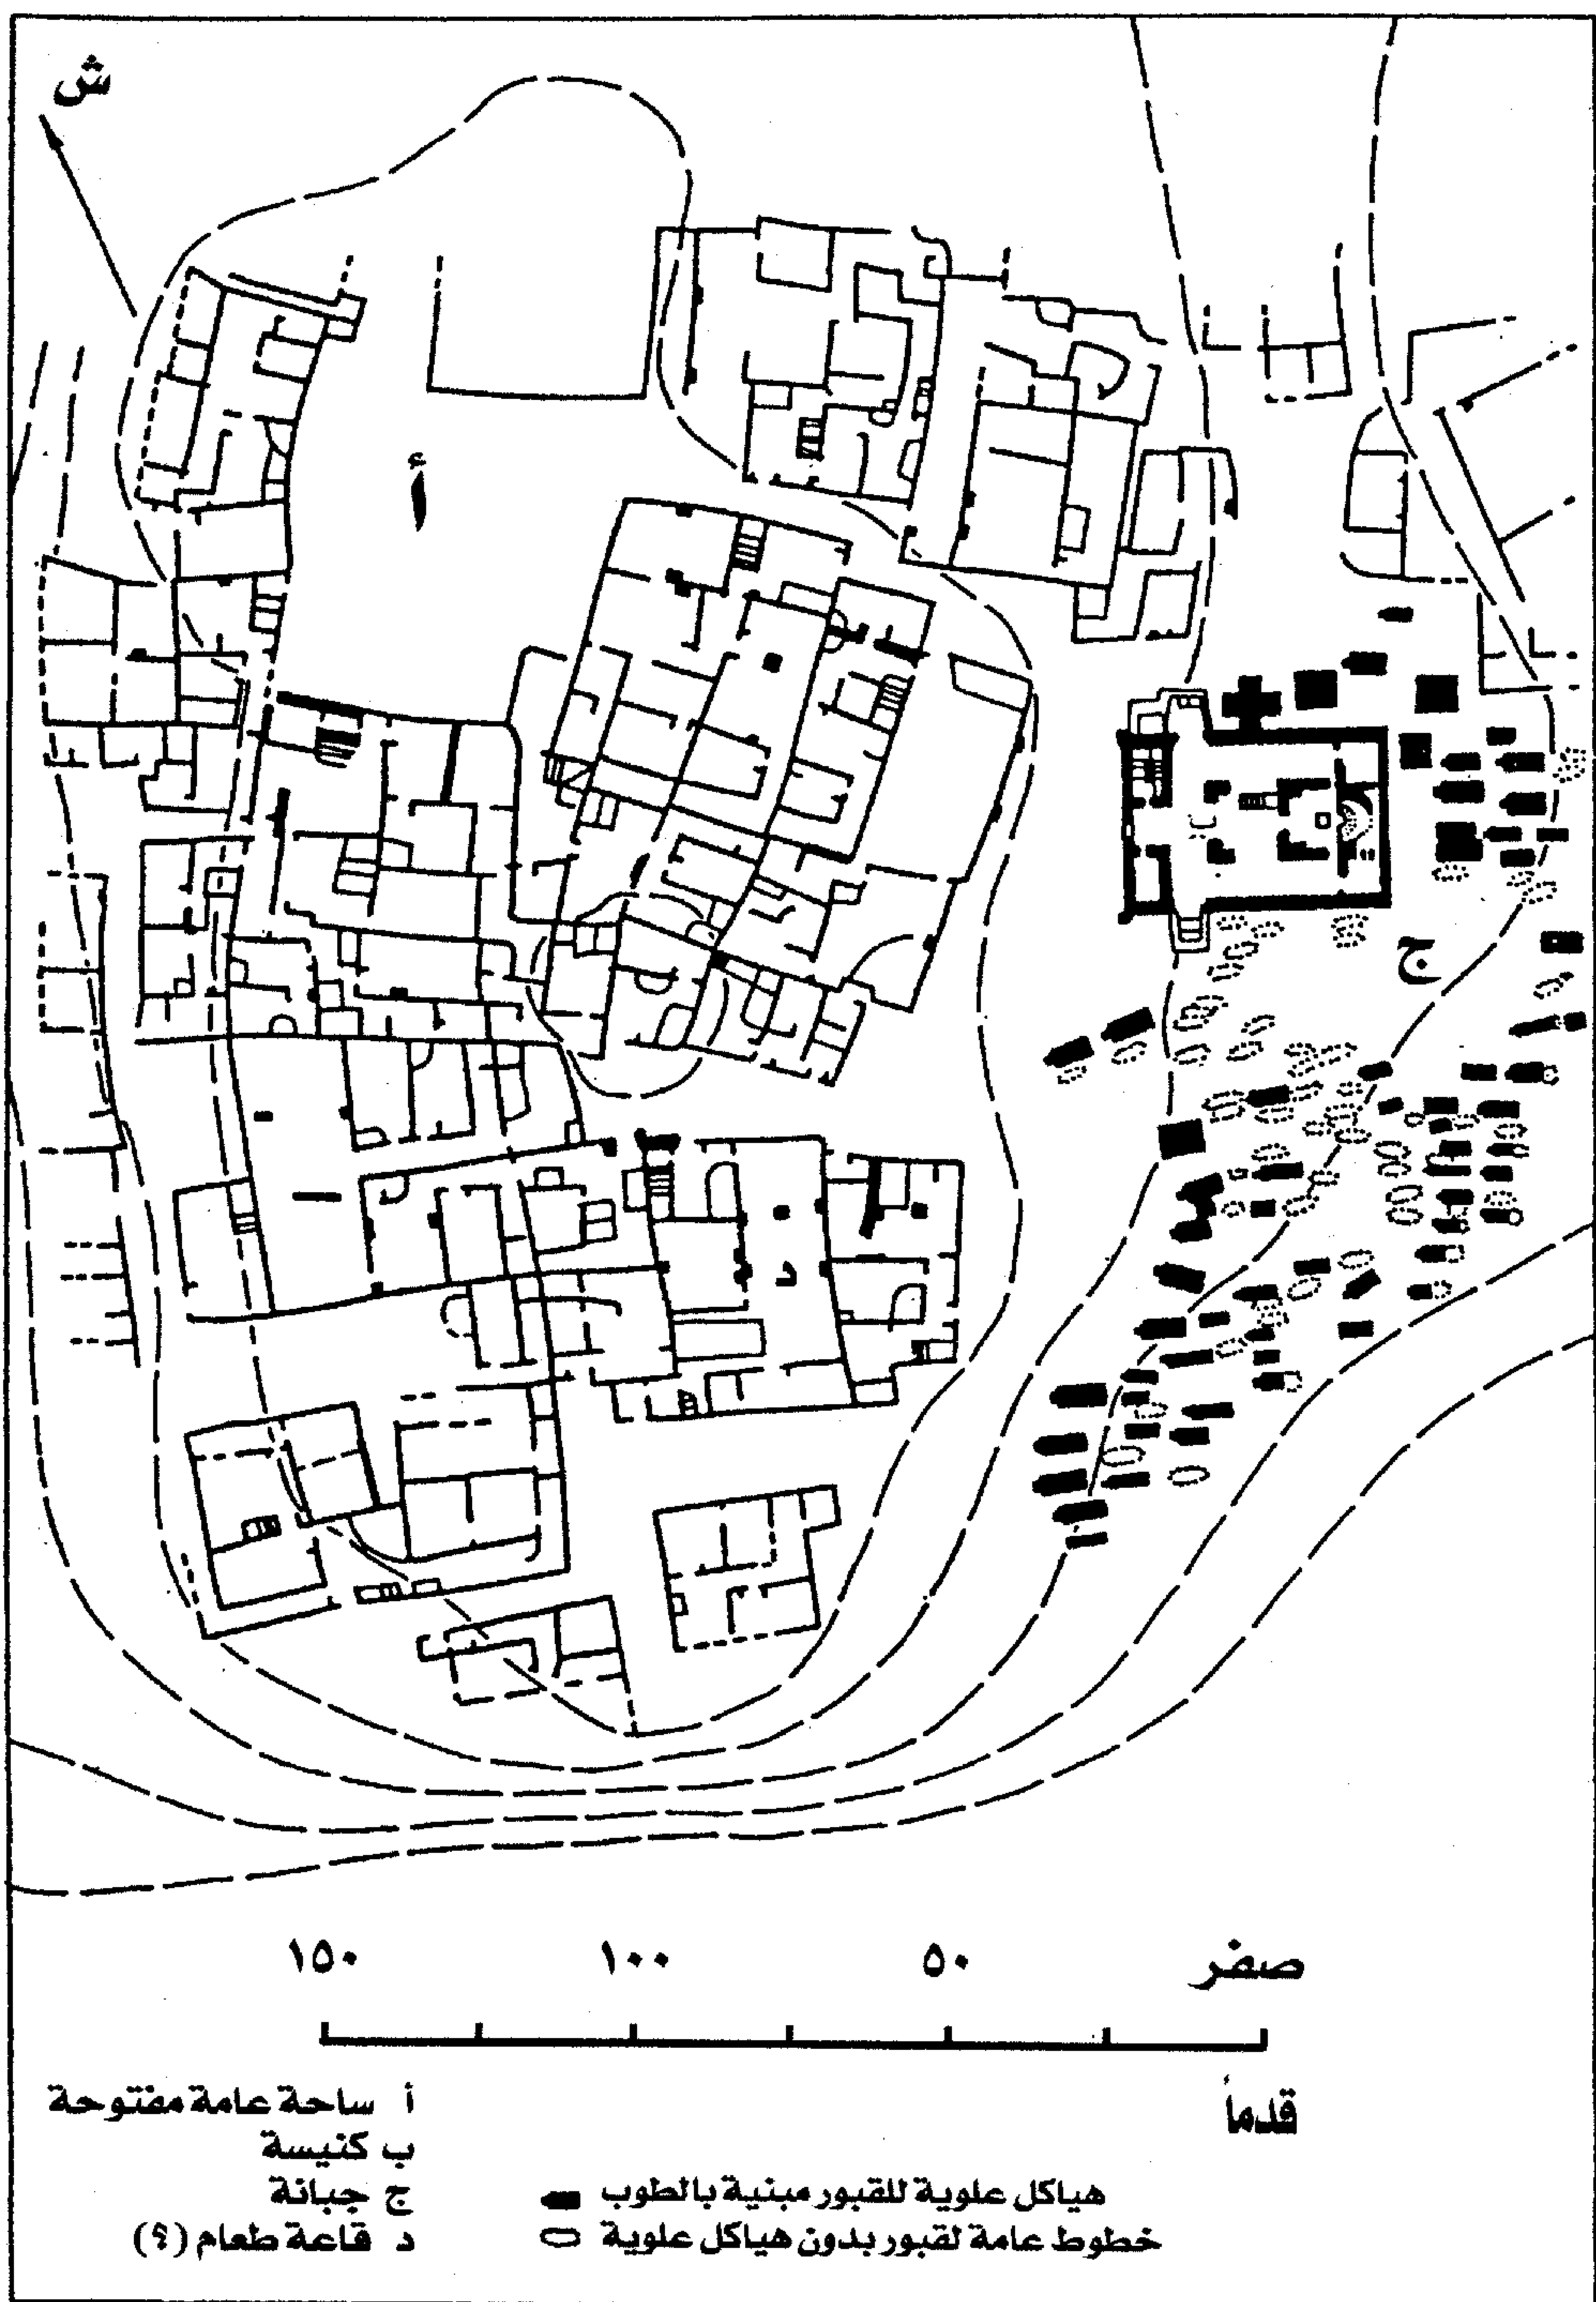 ش
أ
ج
د
صفر ٥٠ ١٠٠ ١٥٠
قدماً
أ ساحة عامة مفتوحة
ب كنيسة
ج جبانة
د قاعة طعام (؟)
هياكل علوية للقبور مبنية بالطوب
خطوط عامة لقبور بدون هياكل علوية